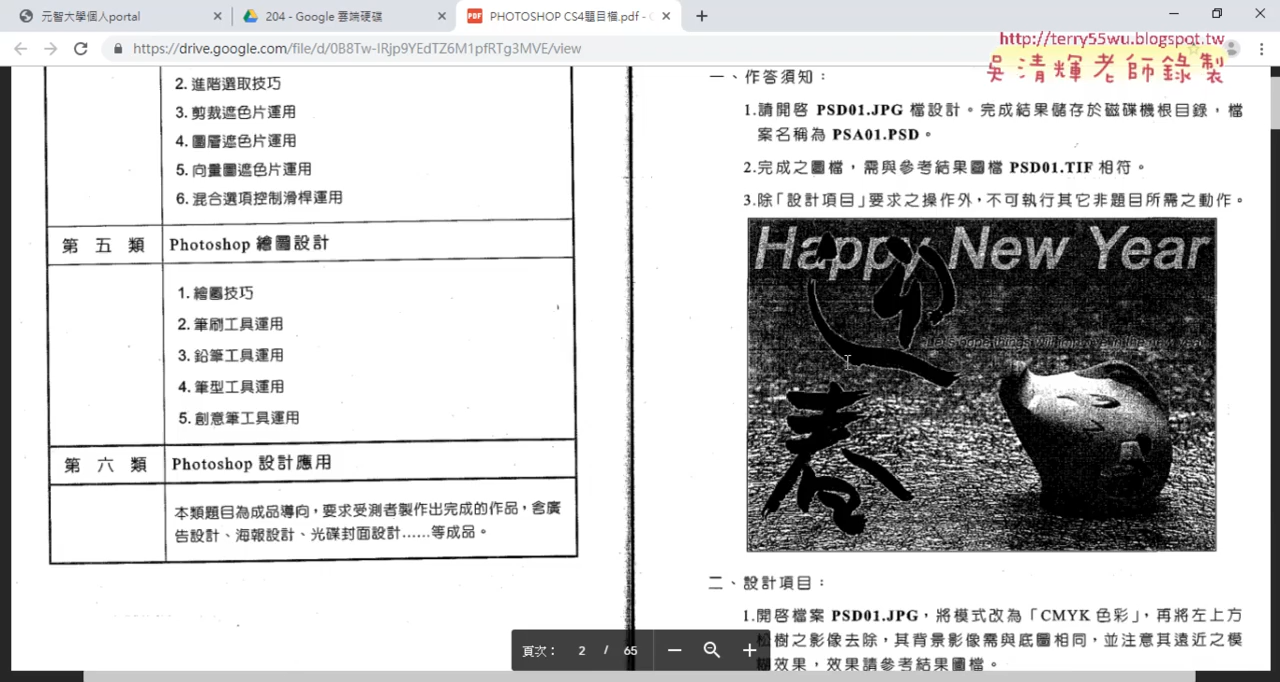 元智大學個人portal
204 - Google 雲端硬碟
PHOTOSHOP CS4題目檔.pdf - G
https://drive.google.com/file/d/0B8Tw-IRjp9YEdTZ6M1pfRTg3MVE/view
http://terry55wu.blogspot.tw
吳清輝老師錄製
2. 進階選取技巧
3. 剪裁遮色片運用
4. 圖層遮色片運用
5. 向量圖遮色片運用
6. 混合選項控制滑桿運用
第 五 類 Photoshop 繪圖設計
1. 繪圖技巧
2. 筆刷工具運用
3. 鉛筆工具運用
4. 筆型工具運用
5. 創意筆工具運用
第 六 類 Photoshop 設計應用
本類題目為成品導向，要求受測者製作出完成的作品，含廣
告設計、海報設計、光碟封面設計……等成品。
一、作答須知：
1.請開啓 PSD01.JPG 檔設計。完成結果儲存於磁碟機根目錄，檔
案名稱為 PSA01.PSD。
2.完成之圖檔，需與參考結果圖檔 PSD01.TIF 相符。
3.除「設計項目」要求之操作外，不可執行其它非題目所需之動作。
Happy New Year
Let's hope things will improve in the new year
迎
春
二、設計項目：
1.開啓檔案 PSD01.JPG，將模式改為「CMYK 色彩」，再將左上方
松樹之影像去除，其背景影像需與底圖相同，並注意其遠近之模
糊效果，效果請參考結果圖檔。
頁次： 2 / 65